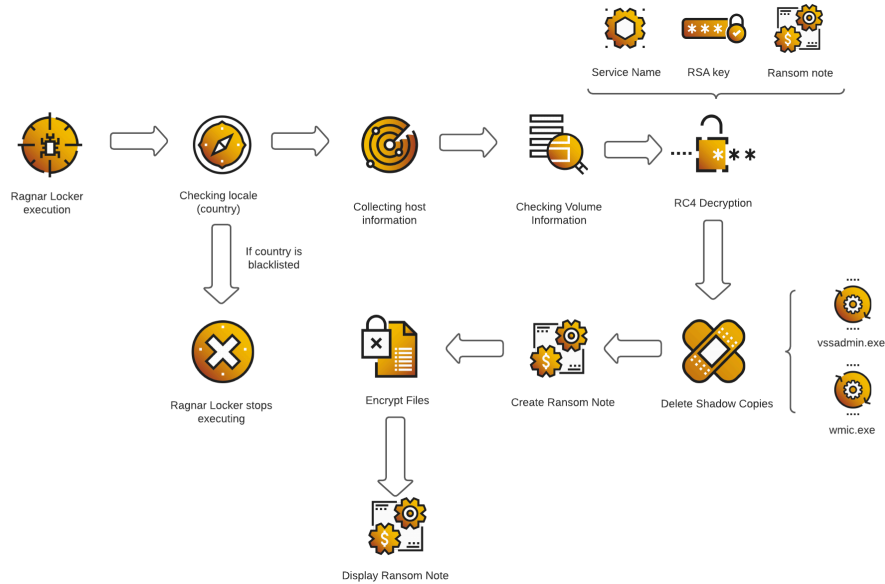 Service Name
RSA key
Ransom note
Ragnar Locker
execution
Checking locale
(country)
Collecting host
information
Checking Volume
Information
RC4 Decryption
If country is
blacklisted
vssadmin.exe
Ragnar Locker stops
executing
Encrypt Files
Create Ransom Note
Delete Shadow Copies
wmic.exe
Display Ransom Note